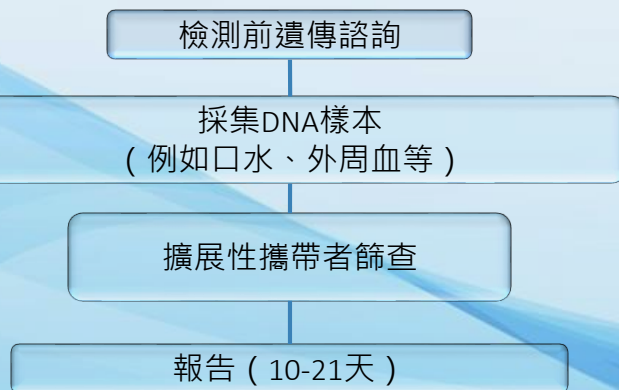 檢測前遺傳諮詢
採集DNA樣本
（例如口水、外周血等）
擴展性攜帶者篩查
報告（10-21天）